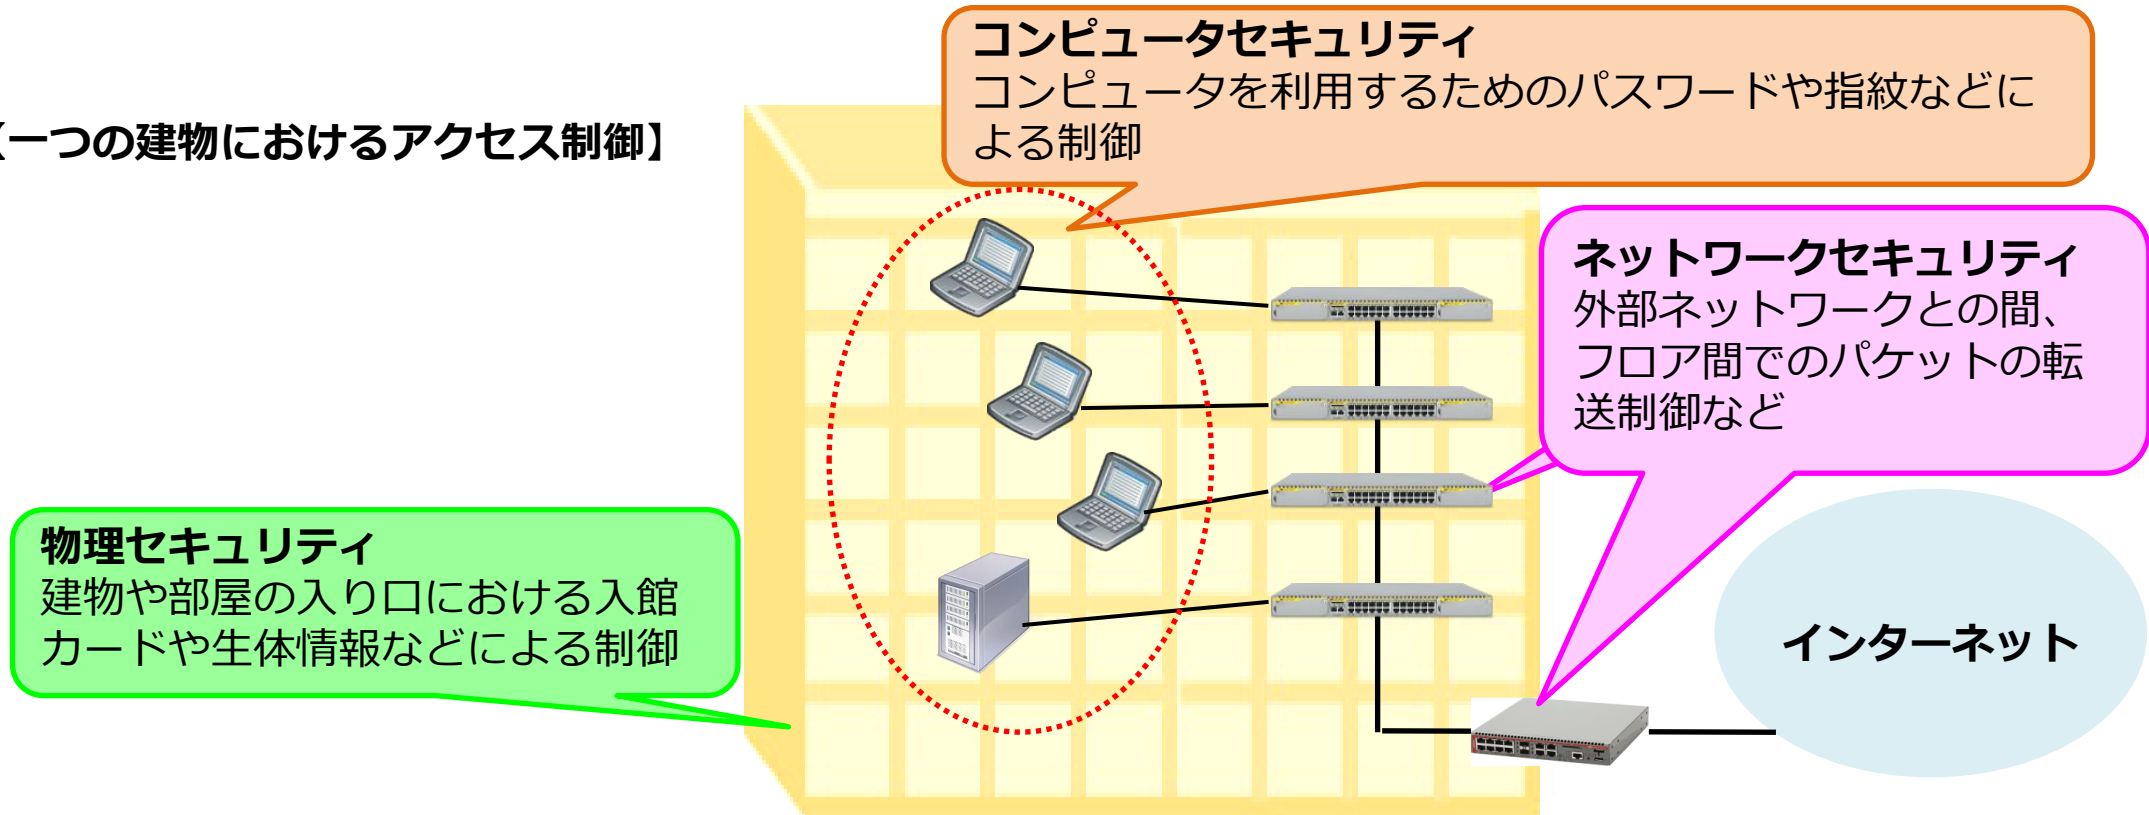 コンピュータセキュリティ
コンピュータを利用するためのパスワードや指紋などに
よる制御
【一つの建物におけるアクセス制御】
ネットワークセキュリティ
外部ネットワークとの間、
フロア間でのパケットの転
送制御など
物理セキュリティ
建物や部屋の入り口における入館
カードや生体情報などによる制御
インターネット